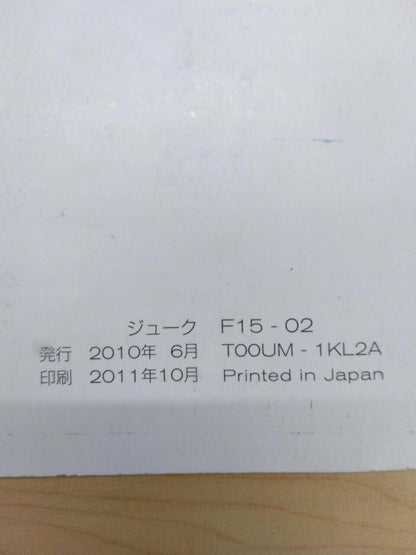 ジューク F15 - 02
発行 2010年 6月 T00UM - 1KL2A
印刷 2011年10月 Printed in Japan